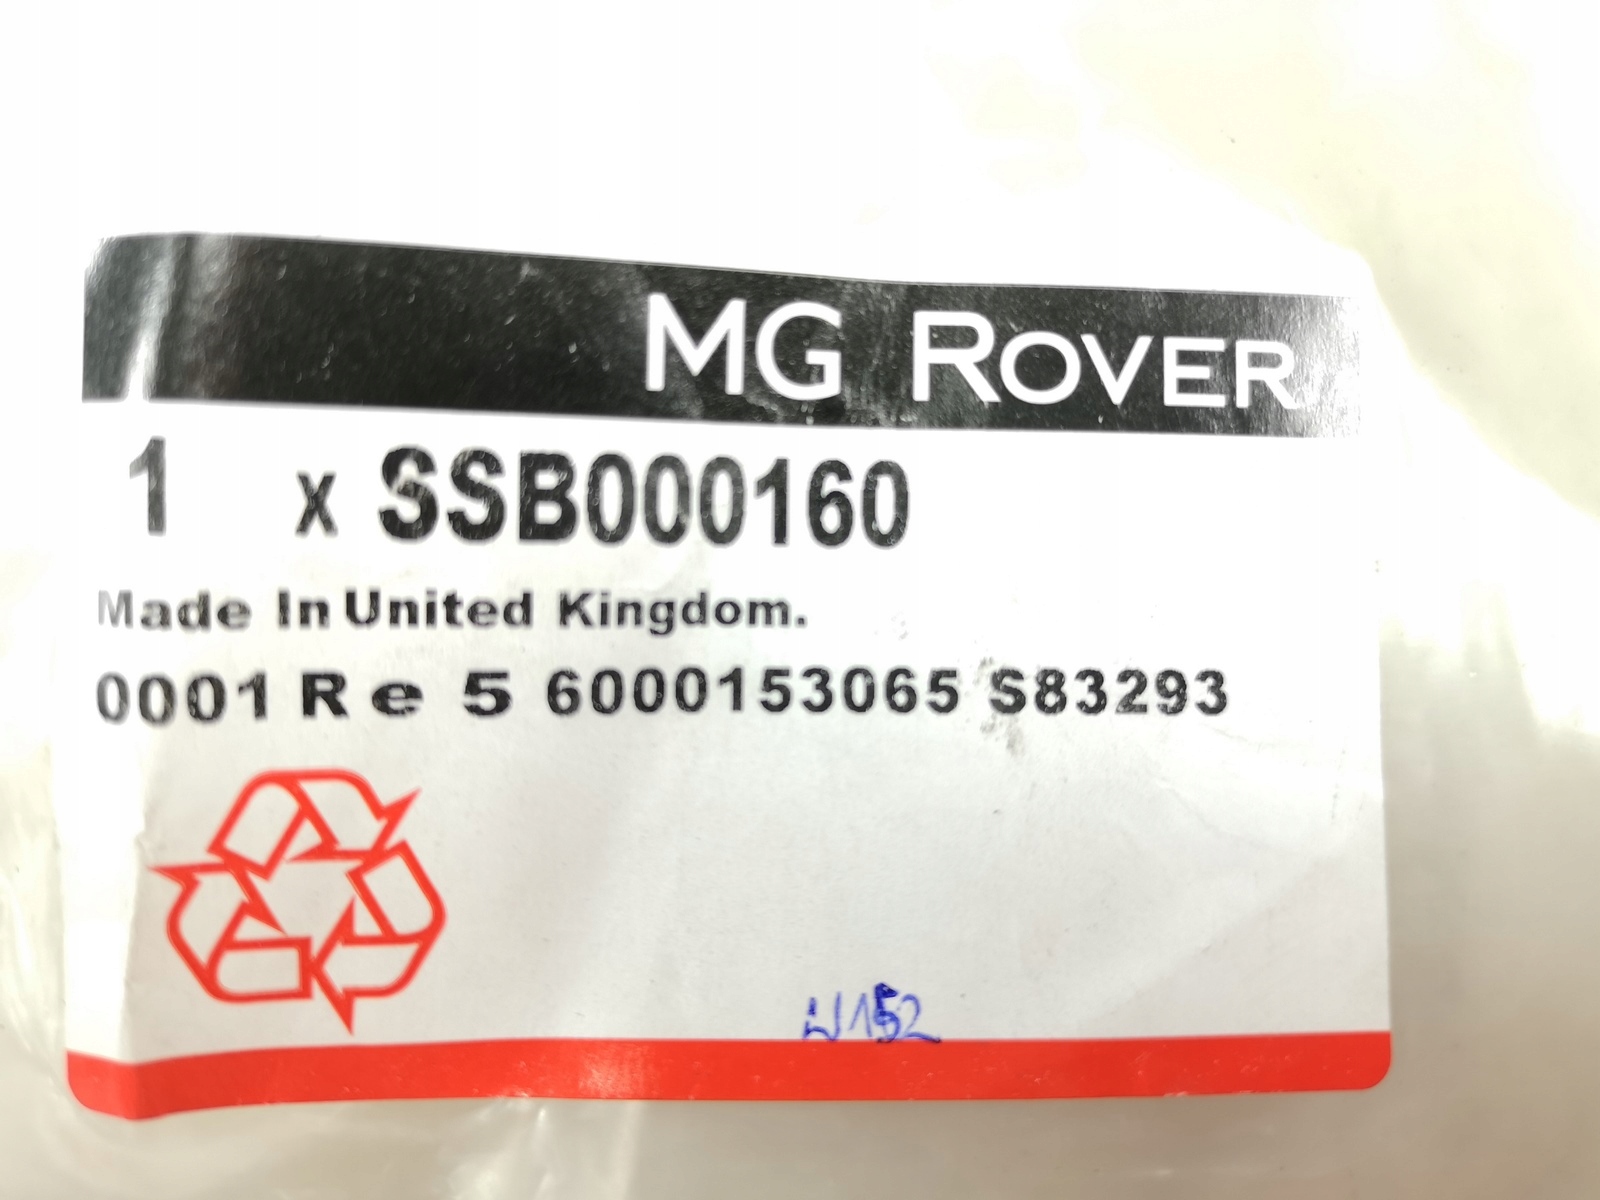 MG ROVER
1 x SSB000160
Made In United Kingdom.
0001 Re 5 6000153065 S83293